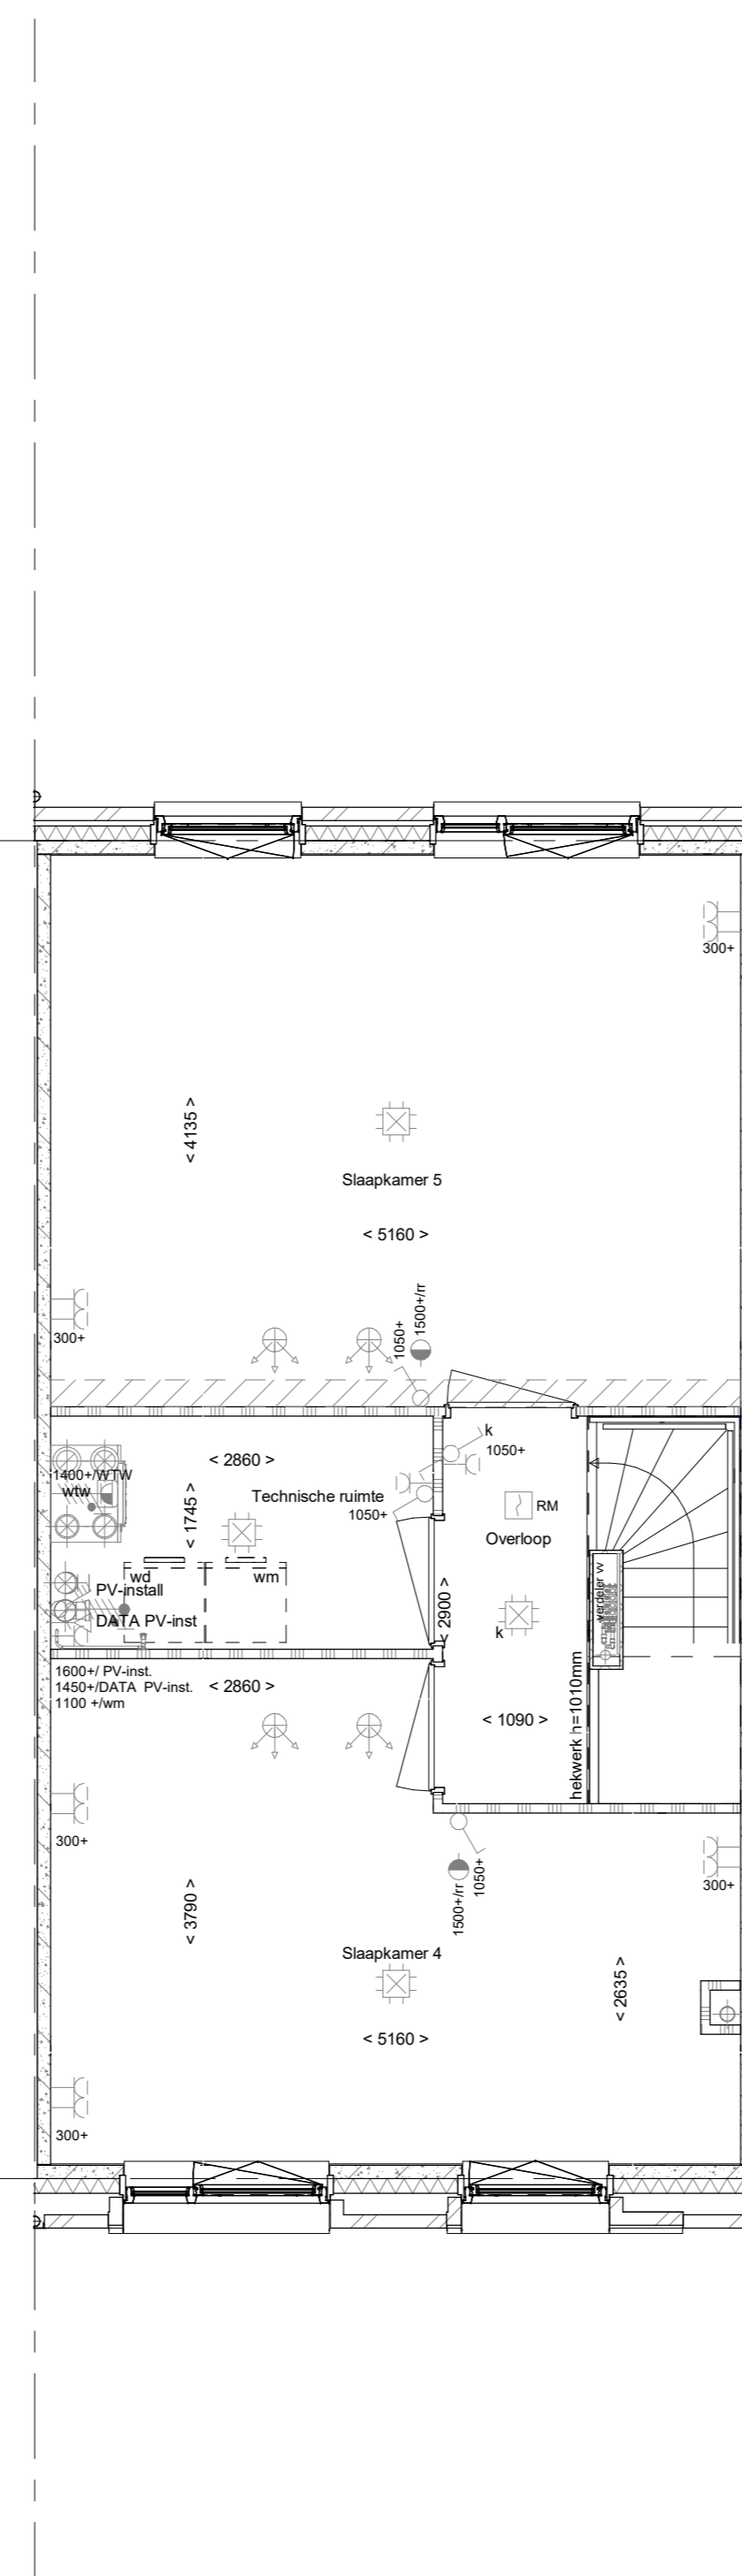 300+
< 4135 >
Slaapkamer 5
< 5160 >
300+
1050+
1500+/rr
k
1050+
< 2860 >
1400+/WTW
wtw
< 1745 >
Technische ruimte
1050+
RM
Overloop
wd
wm
PV-install
DATA PV-inst
k
verdeler vv
< 2900 >
1600+/ PV-inst.
1450+/DATA PV-inst.
1100 +/wm
< 2860 >
< 1090 >
hekwerk h=1010mm
300+
300+
1050+
1500+/rr
< 3790 >
Slaapkamer 4
< 2635 >
< 5160 >
300+